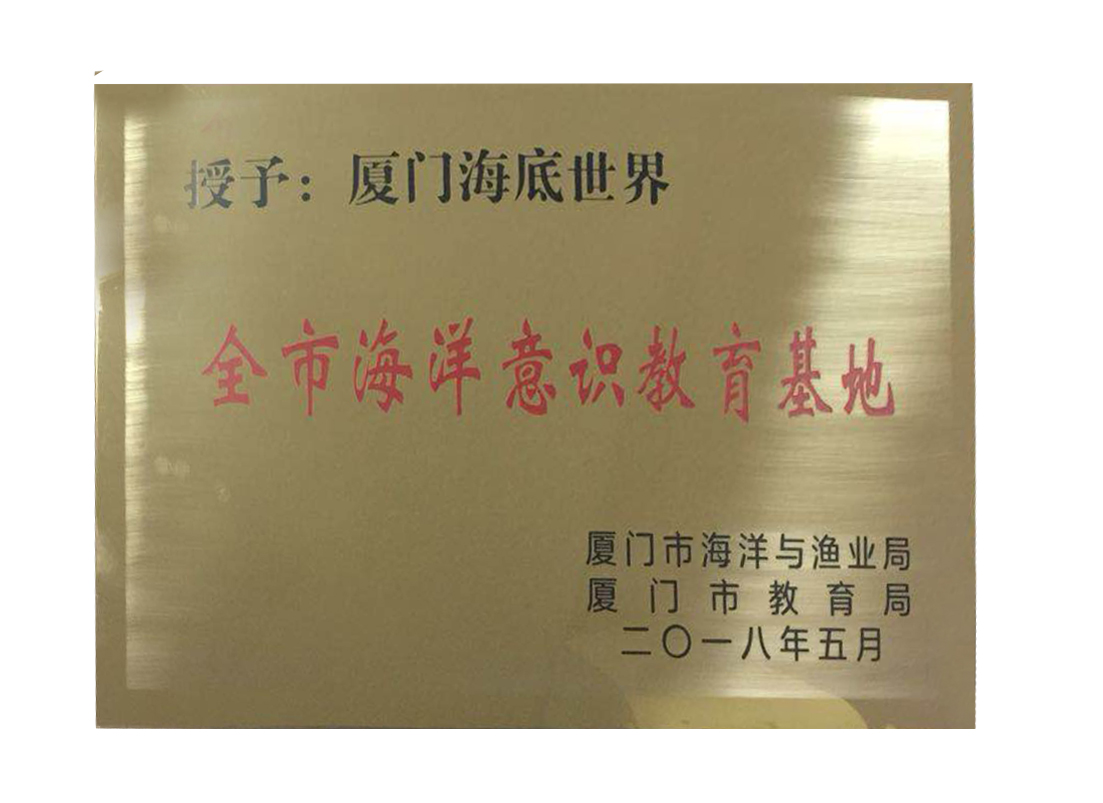 授予：厦门海底世界
全市海洋意识教育基地
厦门市海洋与渔业局
厦门市教育局
二〇一八年五月